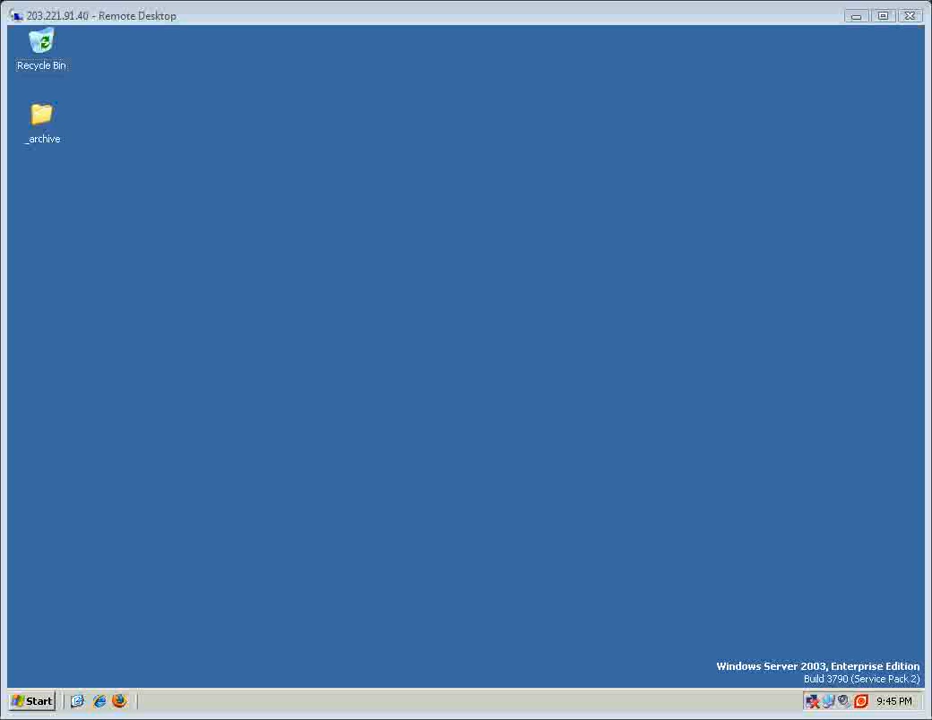 203.221.91.40 - Remote Desktop
Recycle Bin
_archive
Windows Server 2003, Enterprise Edition
Build 3790 (Service Pack 2)
Start
9:45 PM